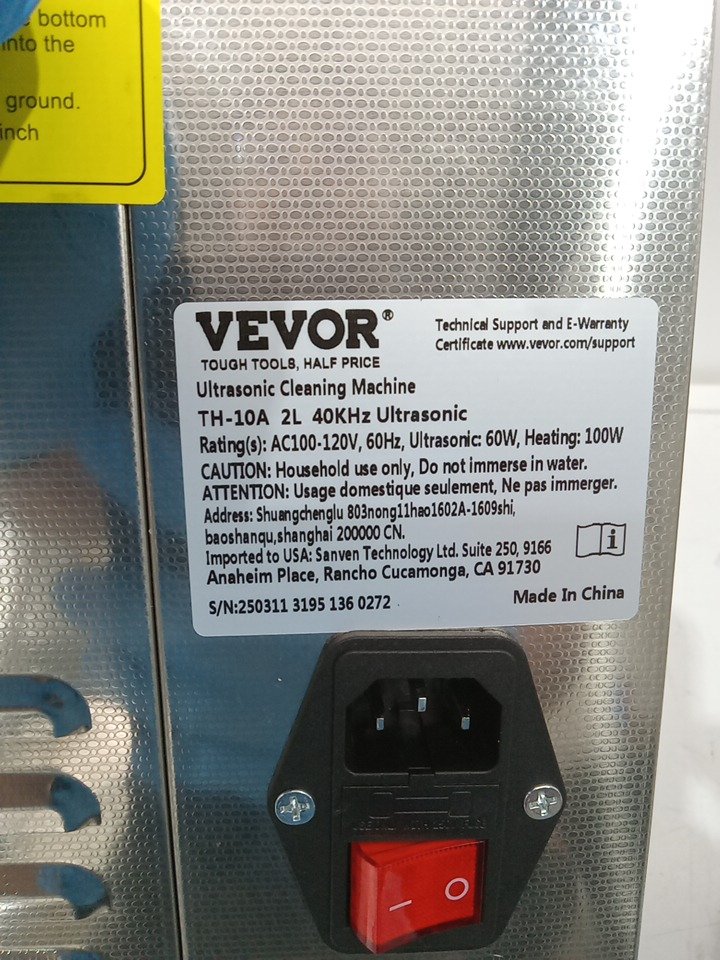 bottom
into the
ground.
inch
VEVOR®
TOUGH TOOLS, HALF PRICE
Technical Support and E-Warranty
Certificate www.vevor.com/support
Ultrasonic Cleaning Machine
TH-10A 2L 40KHz Ultrasonic
Rating(s): AC100-120V, 60Hz, Ultrasonic: 60W, Heating: 100W
CAUTION: Household use only, Do not immerse in water.
ATTENTION: Usage domestique seulement, Ne pas immerger.
Address: Shuangchenglu 803nong11hao1602A-1609shi,
baoshanqu,shanghai 200000 CN.
Imported to USA: Sanven Technology Ltd. Suite 250, 9166
Anaheim Place, Rancho Cucamonga, CA 91730
S/N:250311 3195 136 0272
Made In China